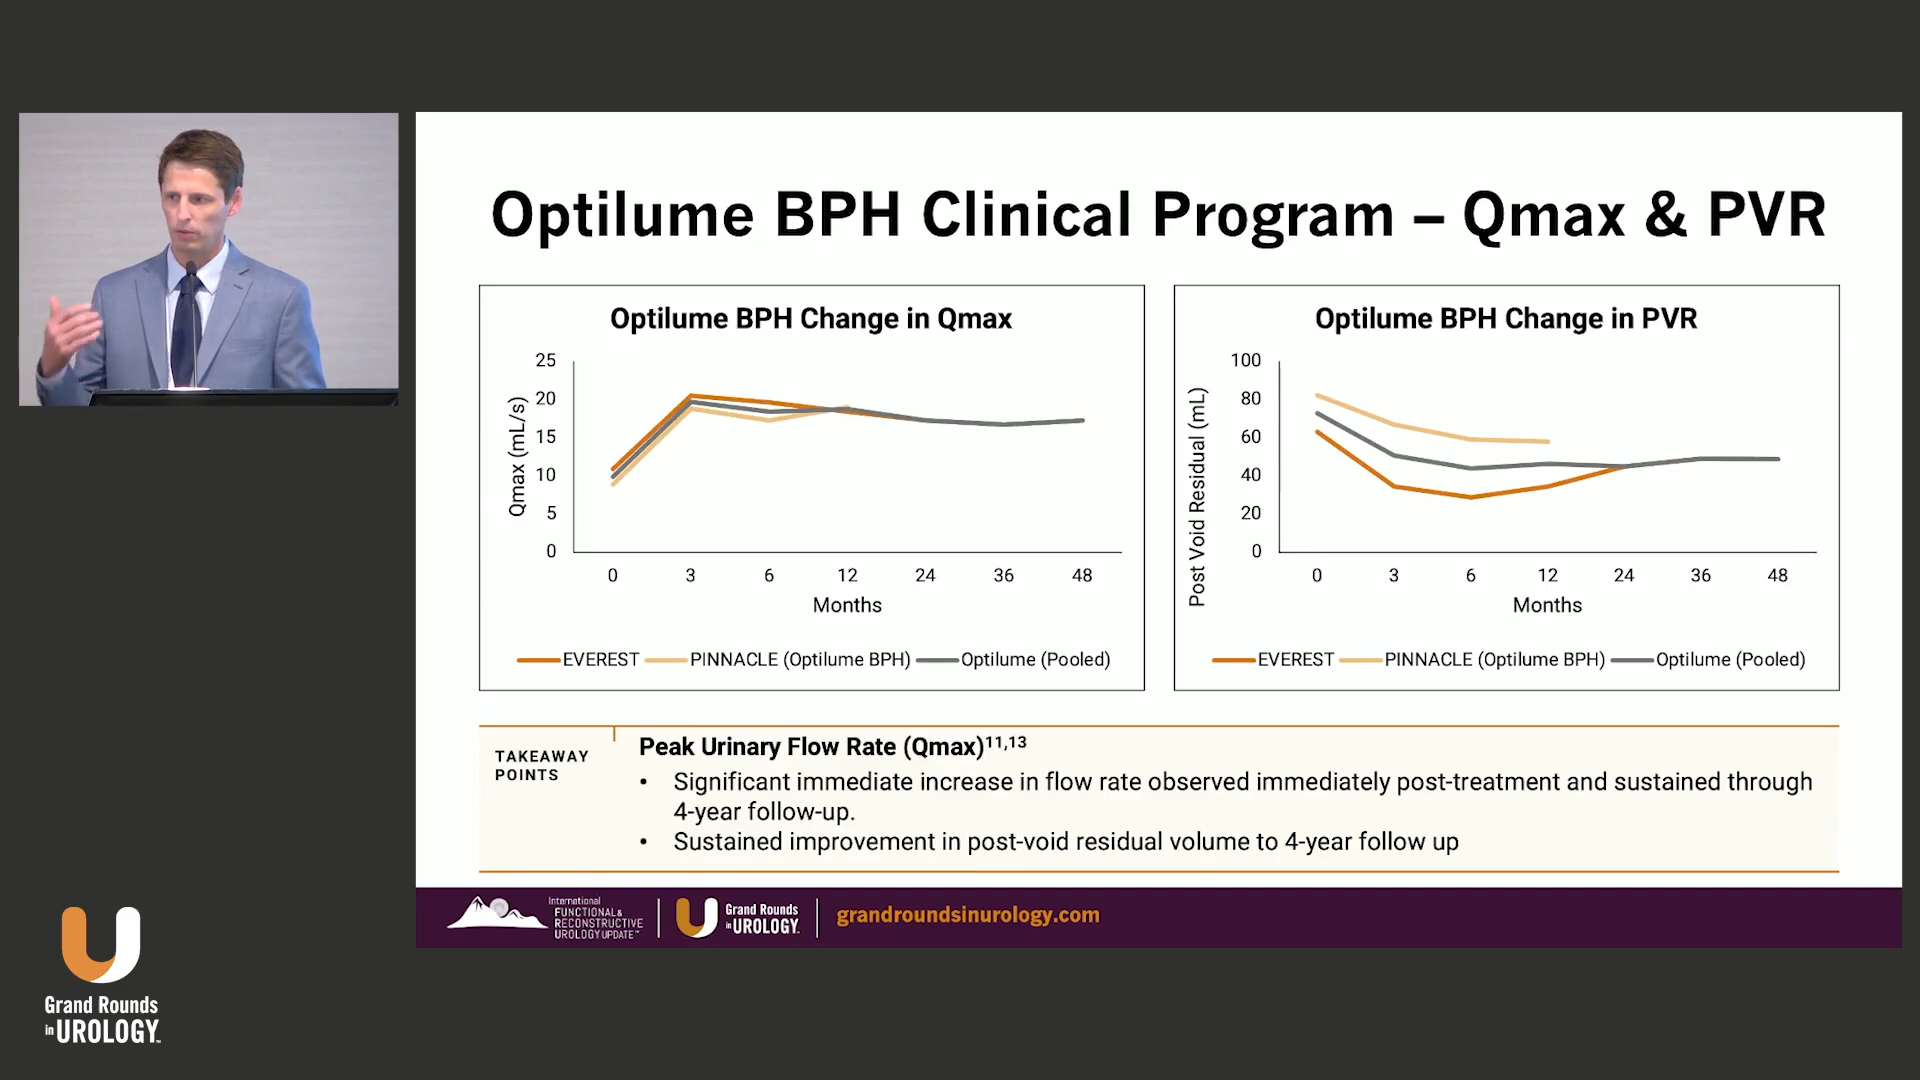 Optilume BPH Clinical Program – Qmax & PVR
Optilume BPH Change in Qmax
25
20
15
10
5
0
Qmax (mL/s)
0 3 6 12 24 36 48
Months
EVEREST PINNACLE (Optilume BPH) Optilume (Pooled)
Optilume BPH Change in PVR
100
80
60
40
20
0
Post Void Residual (mL)
0 3 6 12 24 36 48
Months
EVEREST PINNACLE (Optilume BPH) Optilume (Pooled)
TAKEAWAY
POINTS
Peak Urinary Flow Rate (Qmax)¹¹,¹³
• Significant immediate increase in flow rate observed immediately post-treatment and sustained through
4-year follow-up.
• Sustained improvement in post-void residual volume to 4-year follow up
International
FUNCTIONAL&
RECONSTRUCTIVE
UROLOGY UPDATE™
Grand Rounds
in UROLOGY™
grandroundsinurology.com
Grand Rounds
in UROLOGY™